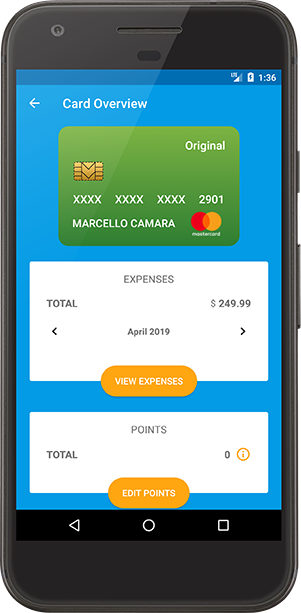 LTE 1:36
Card Overview
Original
XXXX XXXX XXXX 2901
MARCELLO CAMARA
mastercard
EXPENSES
TOTAL $ 249.99
April 2019
VIEW EXPENSES
POINTS
TOTAL 0
EDIT POINTS